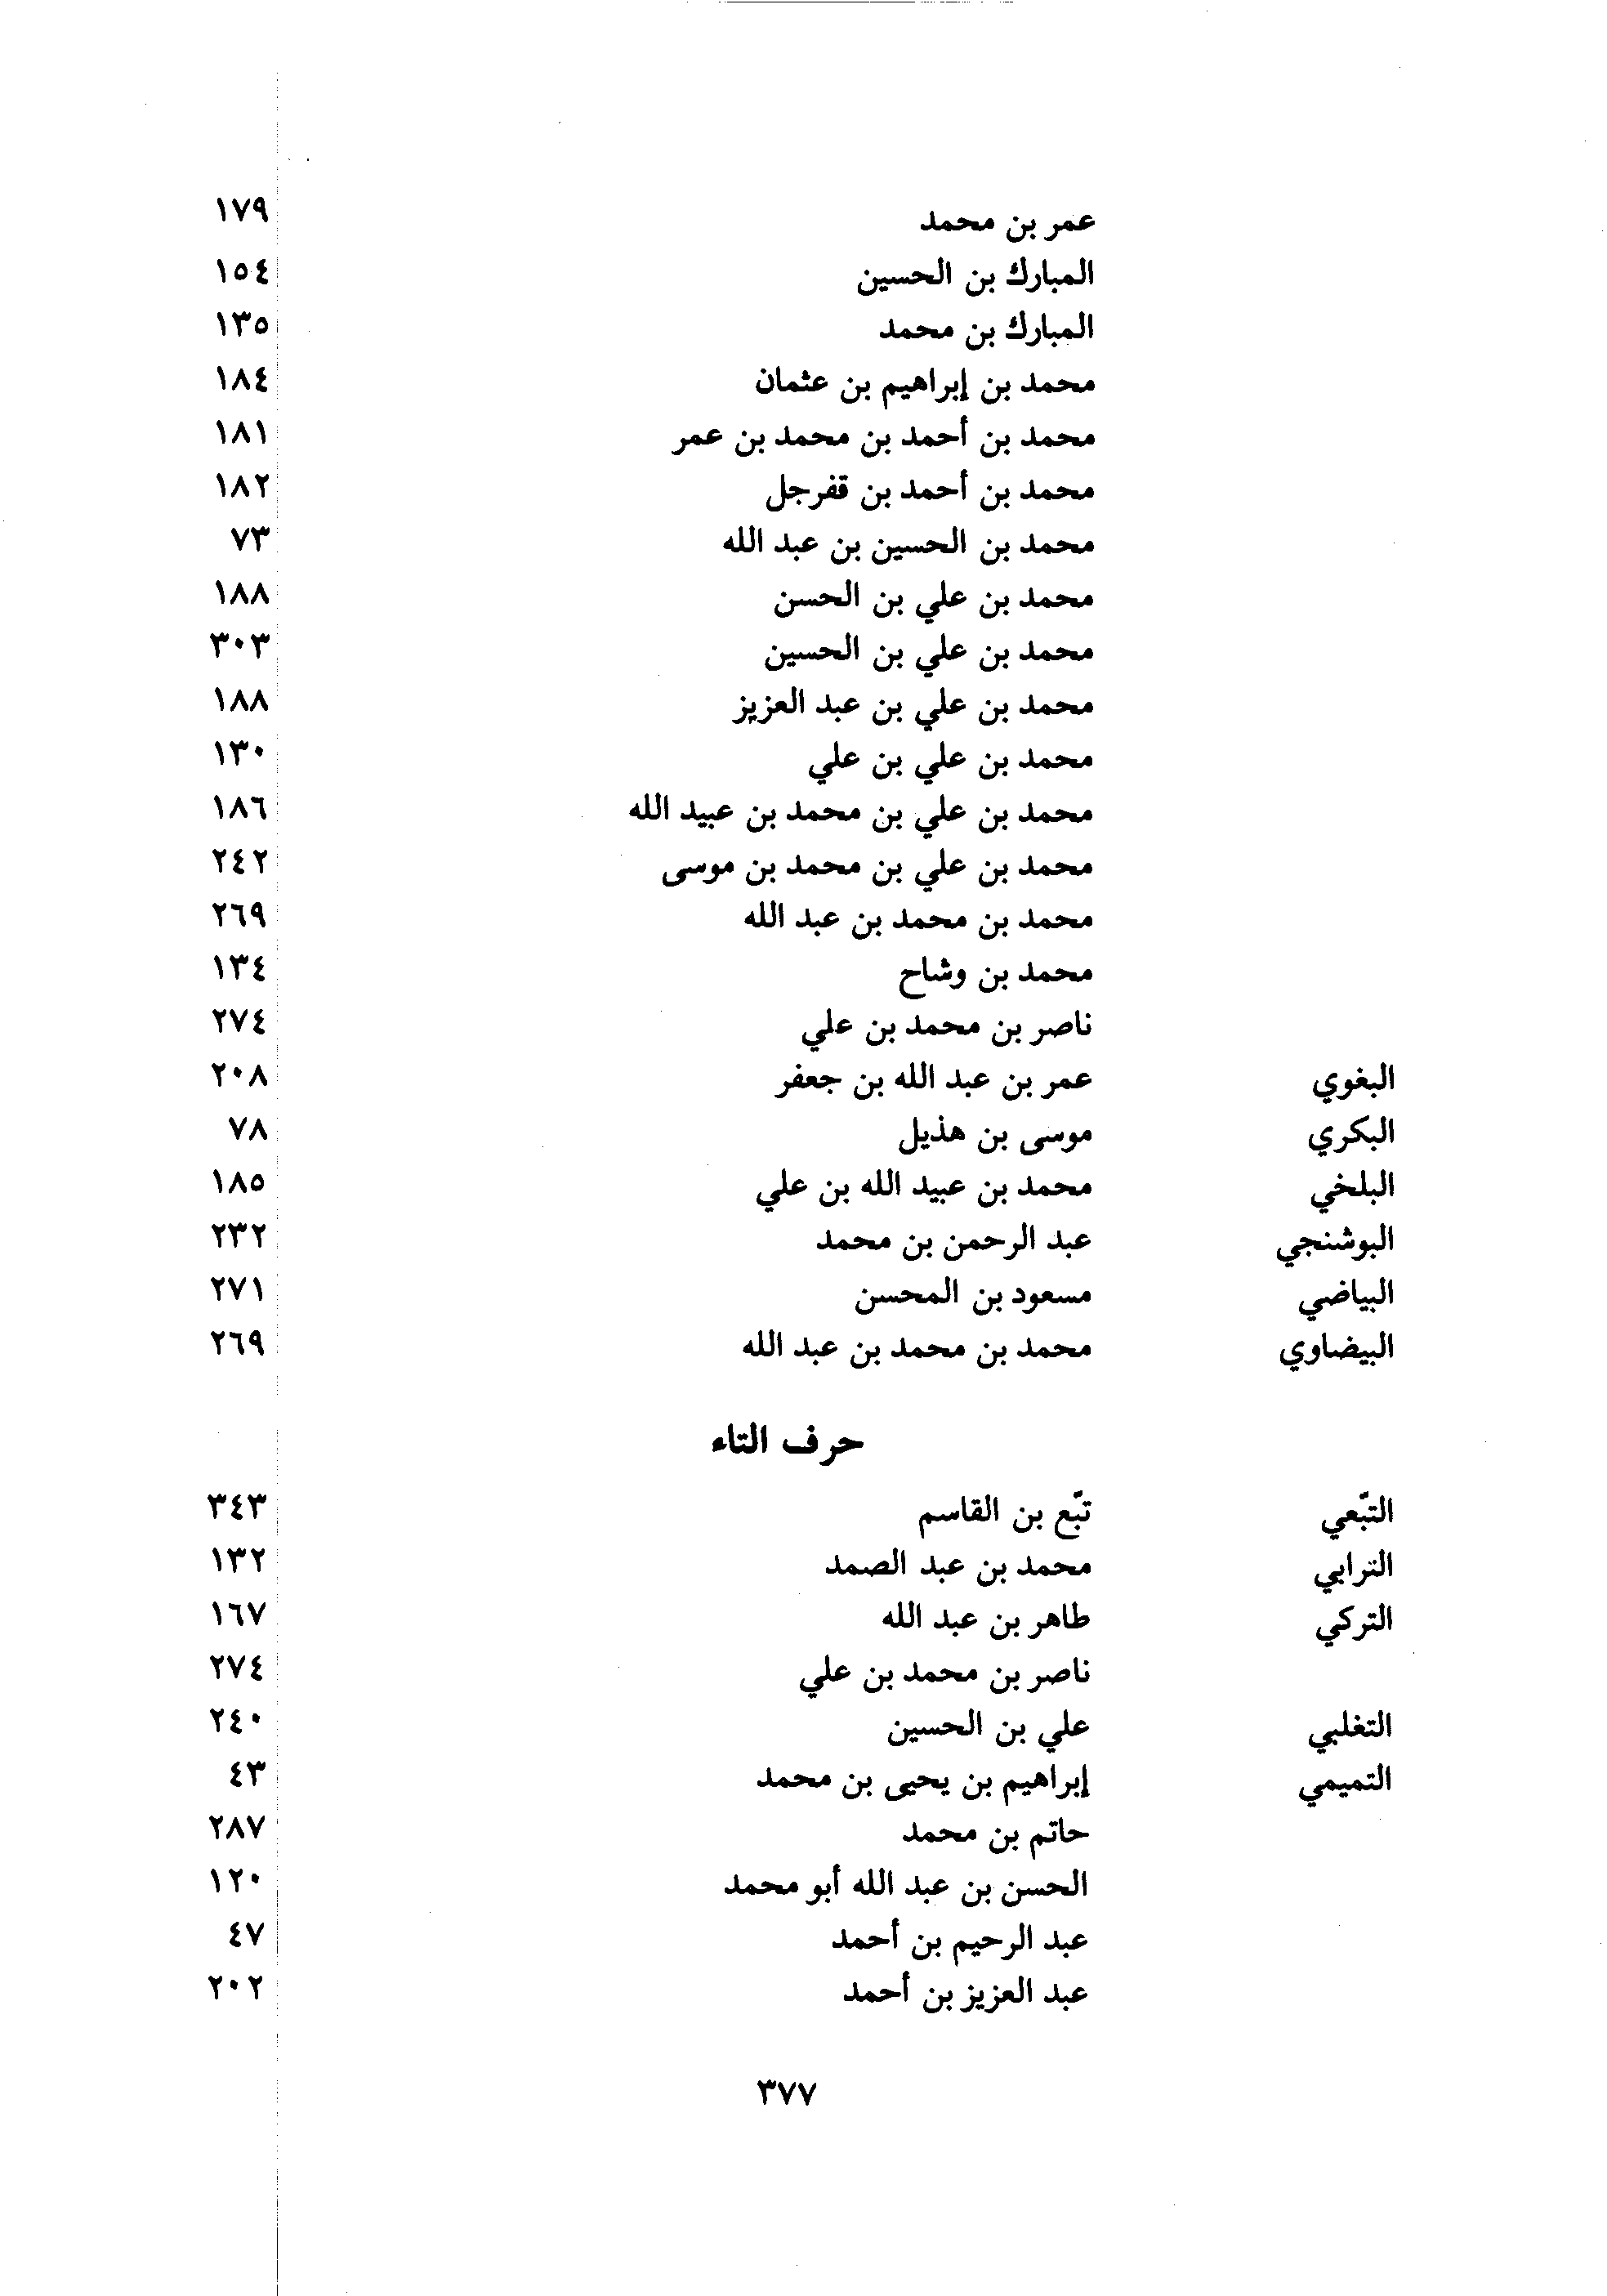 عمر بن محمد ١٧٩
المبارك بن الحسين ١٥٤
المبارك بن محمد ١٣٥
محمد بن إبراهيم بن عثمان ١٨٤
محمد بن أحمد بن محمد بن عمر ١٨١
محمد بن أحمد بن قفرجل ١٨٢
محمد بن الحسين بن عبد الله ٧٣
محمد بن علي بن الحسن ١٨٨
محمد بن علي بن الحسين ٣٠٣
محمد بن علي بن عبد العزيز ١٨٨
محمد بن علي بن علي ١٣٠
محمد بن علي بن محمد بن عبيد الله ١٨٦
محمد بن علي بن محمد بن موسى ٢٤٢
محمد بن محمد بن عبد الله ٢٦٩
محمد بن وشاح ١٣٤
ناصر بن محمد بن علي ٢٧٤
البغوي عمر بن عبد الله بن جعفر ٢٠٨
البكري موسى بن هذيل ٧٨
البلخي محمد بن عبيد الله بن علي ١٨٥
البوشنجي عبد الرحمن بن محمد ٢٣٢
البياضي مسعود بن المحسن ٢٧١
البيضاوي محمد بن محمد بن عبد الله ٢٦٩
حرف التاء
التبّعي تبّع بن القاسم ٣٤٣
الترابي محمد بن عبد الصمد ١٣٢
التركي طاهر بن عبد الله ١٦٧
ناصر بن محمد بن علي ٢٧٤
التغلبي علي بن الحسين ٢٤٠
التميمي إبراهيم بن يحيى بن محمد ٤٣
حاتم بن محمد ٢٨٧
الحسن بن عبد الله أبو محمد ١٢٠
عبد الرحيم بن أحمد ٤٧
عبد العزيز بن أحمد ٢٠٢
٣٧٧